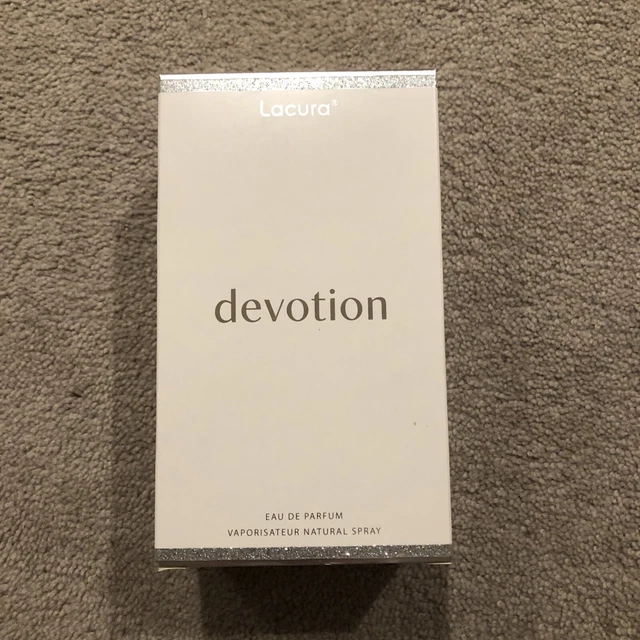 Lacura
devotion
EAU DE PARFUM
VAPORISATEUR NATURAL SPRAY